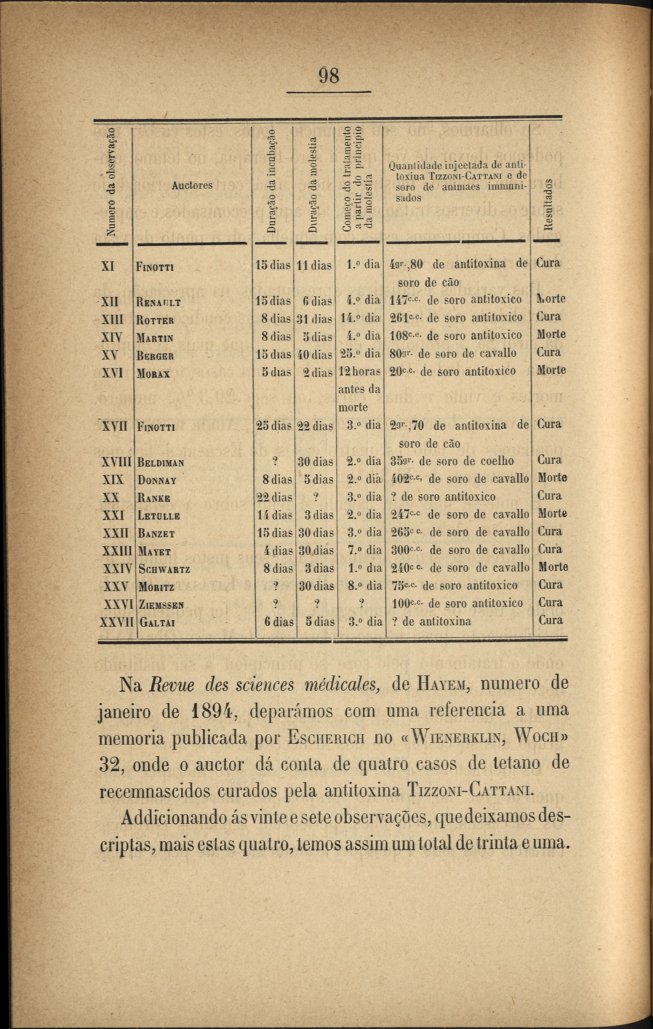 98
Numero da observação
Auctores
Duração da incubação
Duração da molestia
Começo do tratamento
a partir do principio
da molestia
Quantidade injectada de anti-
toxiua TIZZONI-CATTANI e de
soro de animaes immuni-
sados
Resultados
XI FINOTTI 15 dias 11 dias 1.º dia 4gr.,80 de antitoxina de Cura
soro de cão
XII RENAULT 15 dias 6 dias 4.º dia 147c.c. de soro antitoxico Morte
XIII ROTTER 8 dias 31 dias 14.º dia 261c.c. de soro antitoxico Cura
XIV MARTIN 8 dias 5 dias 4.º dia 108c.c. de soro antitoxico Morte
XV BERGER 15 dias 40 dias 25.º dia 80gr. de soro de cavallo Cura
XVI MORAX 5 dias 2 dias 12 horas 20c.c. de soro antitoxico Morte
antes da
morte
XVII FINOTTI 25 dias 22 dias 3.º dia 2gr.,70 de antitoxina de Cura
soro de cão
XVIII BELDIMAN ? 30 dias 2.º dia 35gr. de soro de coelho Cura
XIX DONNAY 8 dias 5 dias 2.º dia 402c.c. de soro de cavallo Morte
XX RANKE 22 dias ? 3.º dia ? de soro antitoxico Cura
XXI LETULLE 14 dias 3 dias 2.º dia 247c.c de soro de cavallo Morte
XXII BANZET 15 dias 30 dias 3.º dia 265c.c de soro de cavallo Cura
XXIII MAYET 4 dias 30 dias 7.º dia 300c.c. de soro de cavallo Cura
XXIV SCHWARTZ 8 dias 3 dias 1.º dia 240c.c. de soro de cavallo Morte
XXV MORITZ ? 30 dias 8.º dia 75c.c. de soro antitoxico Cura
XXVI ZIEMSSEN ? ? ? 100c.c. de soro antitoxico Cura
XXVII GALTAI 6 dias 5 dias 3.º dia ? de antitoxina Cura
Na Revue des sciences médicales, de HAYEM, numero de
janeiro de 1894, deparámos com uma referencia a uma
memoria publicada por ESCHERICH no «WIENERKLIN, WOCH»
32, onde o auctor dá conta de quatro casos de tetano de
recemnascidos curados pela antitoxina TIZZONI-CATTANI.
Addicionando ás vinte e sete observações, que deixamos des-
criptas, mais estas quatro, temos assim um total de trinta e uma.